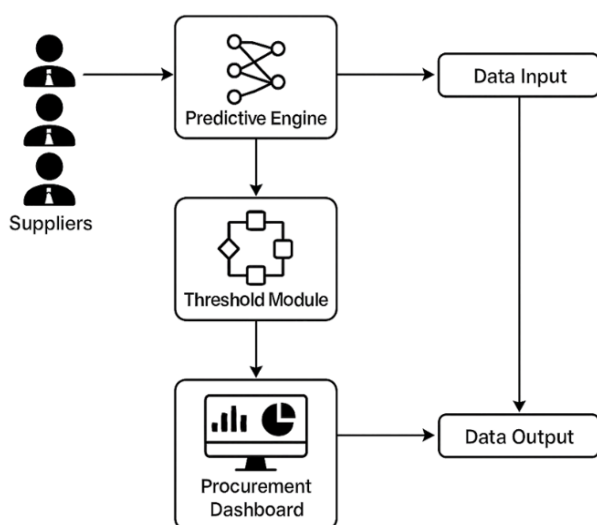 Predictive Engine
Data Input
Suppliers
Threshold Module
Procurement
Dashboard
Data Output